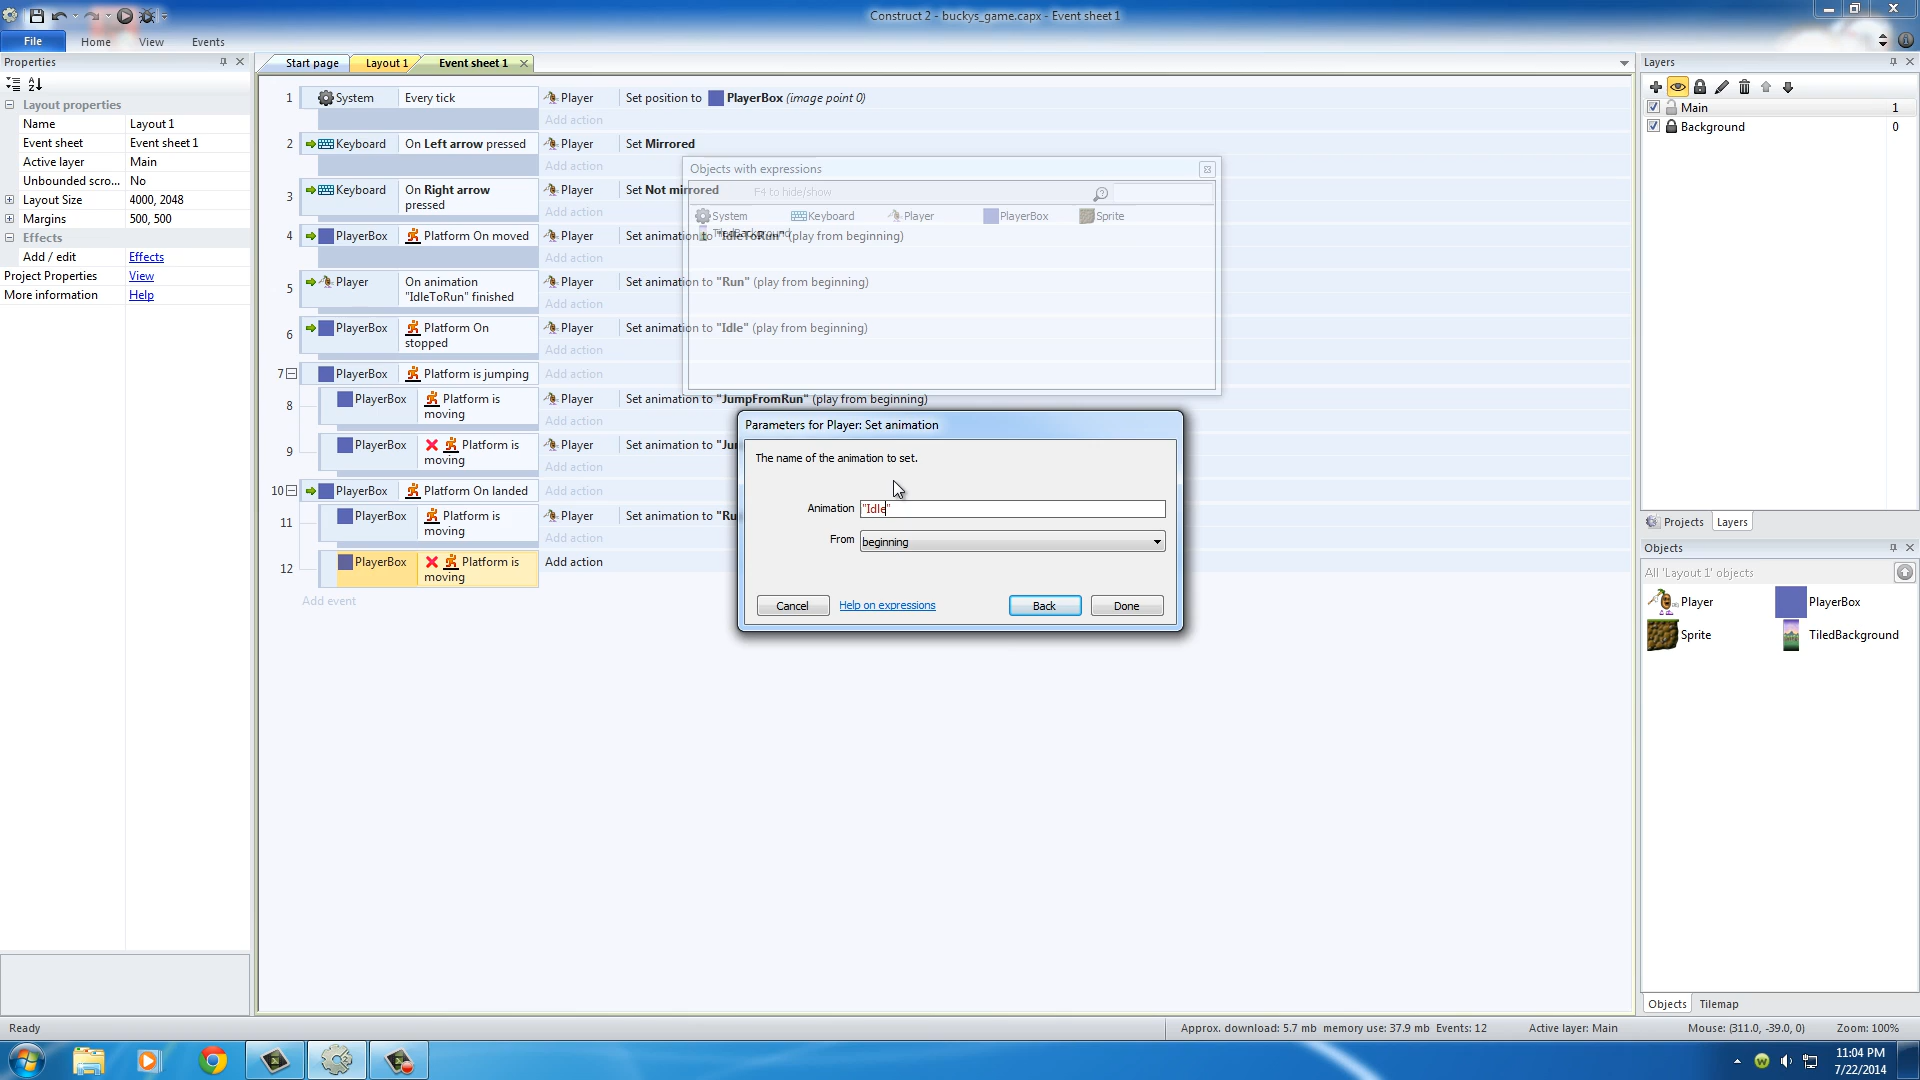 Construct 2 - buckys_game.capx - Event sheet 1
File Home View Events
Properties
Layout properties
Name Layout 1
Event sheet Event sheet 1
Active layer Main
Unbounded scro... No
Layout Size 4000, 2048
Margins 500, 500
Effects
Add / edit Effects
Project Properties View
More information Help
Start page Layout 1 Event sheet 1
1 System Every tick Player Set position to PlayerBox (image point 0)
Add action
2 Keyboard On Left arrow pressed Player Set Mirrored
Add action
3 Keyboard On Right arrow pressed Player Set Not mirrored
Add action
4 PlayerBox Platform On moved Player Set animation to "IdleToRun" (play from beginning)
Add action
5 Player On animation "IdleToRun" finished Player Set animation to "Run" (play from beginning)
Add action
6 PlayerBox Platform On stopped Player Set animation to "Idle" (play from beginning)
Add action
7 PlayerBox Platform is jumping Add action
8 PlayerBox Platform is moving Player Set animation to "JumpFromRun" (play from beginning)
Add action
9 PlayerBox Platform is moving Player Set animation to "Ju
Add action
10 PlayerBox Platform On landed Add action
11 PlayerBox Platform is moving Player Set animation to "Ru
Add action
12 PlayerBox Platform is moving Add action
Add event
Objects with expressions
F4 to hide/show
System Keyboard Player PlayerBox Sprite
Parameters for Player: Set animation
The name of the animation to set.
Animation "Idle"
From beginning
Cancel Help on expressions Back Done
Layers
Main 1
Background 0
Projects Layers
Objects
All 'Layout 1' objects
Player PlayerBox
Sprite TiledBackground
Objects Tilemap
Ready Approx. download: 5.7 mb memory use: 37.9 mb Events: 12 Active layer: Main Mouse: (311.0, -39.0, 0) Zoom: 100%
11:04 PM
7/22/2014